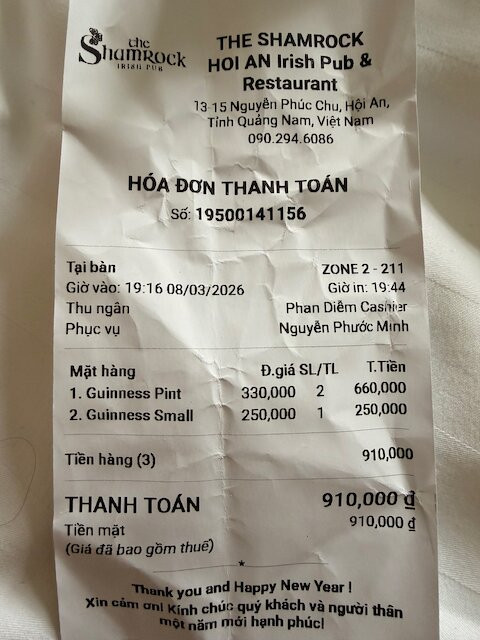 the
Shamrock
IRISH PUB
THE SHAMROCK
HOI AN Irish Pub &
Restaurant
13-15 Nguyễn Phúc Chu, Hội An,
Tỉnh Quảng Nam, Việt Nam
090.294.6086
HÓA ĐƠN THANH TOÁN
Số: 19500141156
Tại bàn ZONE 2 - 211
Giờ vào: 19:16 08/03/2026 Giờ in: 19:44
Thu ngân Phan Diễm Cashier
Phục vụ Nguyễn Phước Minh
Mặt hàng Đ.giá SL/TL T.Tiền
1. Guinness Pint 330,000 2 660,000
2. Guinness Small 250,000 1 250,000
Tiền hàng (3) 910,000
THANH TOÁN 910,000 ₫
Tiền mặt 910,000 ₫
(Giá đã bao gồm thuế)
Thank you and Happy New Year !
Xin cảm ơn! Kính chúc quý khách và người thân
một năm mới hạnh phúc!